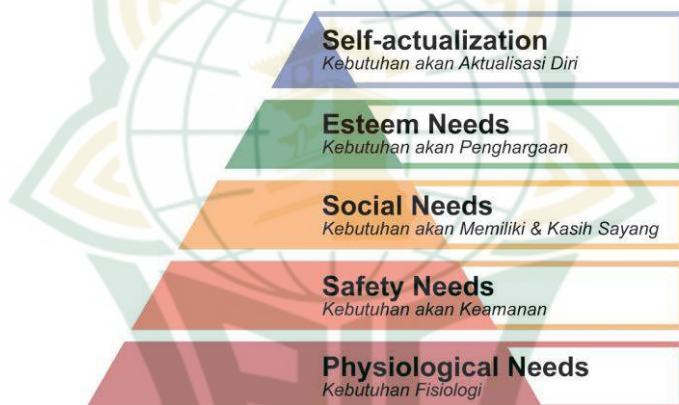 Self-actualization
Kebutuhan akan Aktualisasi Diri
Esteem Needs
Kebutuhan akan Penghargaan
Social Needs
Kebutuhan akan Memiliki & Kasih Sayang
Safety Needs
Kebutuhan akan Keamanan
Physiological Needs
Kebutuhan Fisiologi